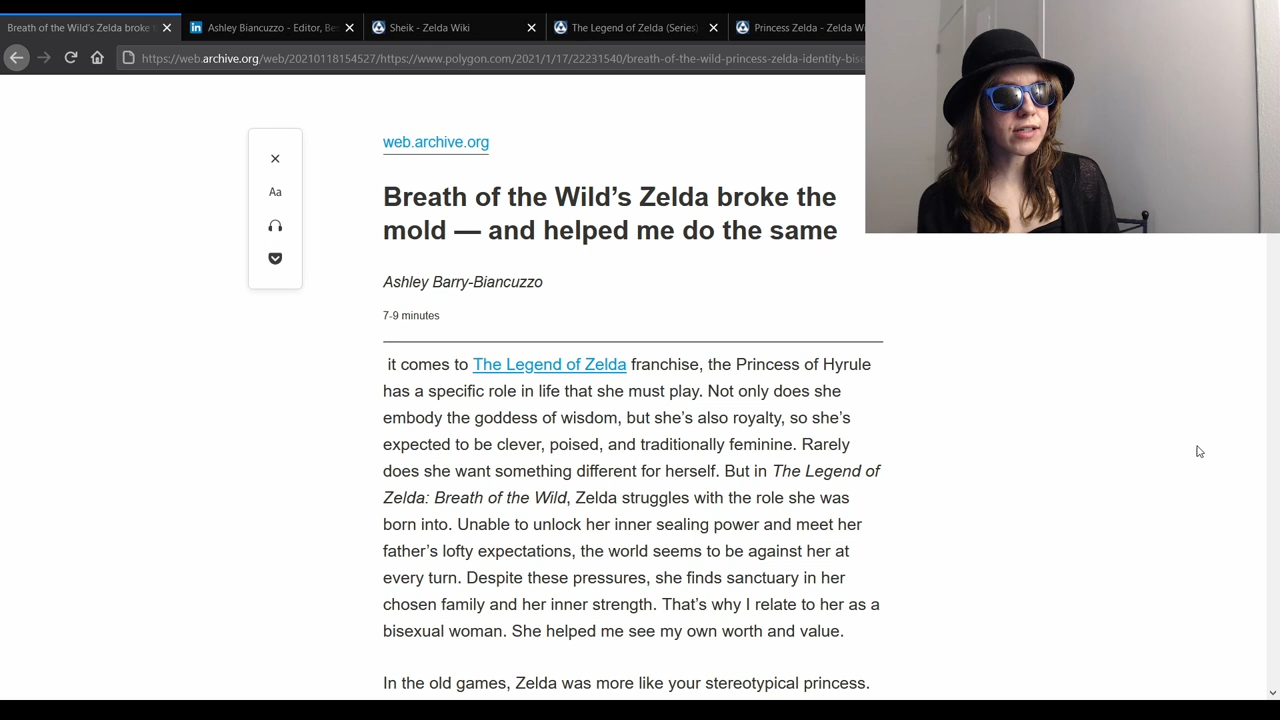 Breath of the Wild's Zelda broke t
Ashley Biancuzzo - Editor, Be
Sheik - Zelda Wiki
The Legend of Zelda (Series)
Princess Zelda - Zelda Wi
https://web.archive.org/web/20210118154527/https://www.polygon.com/2021/1/17/22231540/breath-of-the-wild-princess-zelda-identity-bise
web.archive.org
Aa
Breath of the Wild's Zelda broke the
mold — and helped me do the same
Ashley Barry-Biancuzzo
7-9 minutes
it comes to The Legend of Zelda franchise, the Princess of Hyrule
has a specific role in life that she must play. Not only does she
embody the goddess of wisdom, but she's also royalty, so she's
expected to be clever, poised, and traditionally feminine. Rarely
does she want something different for herself. But in The Legend of
Zelda: Breath of the Wild, Zelda struggles with the role she was
born into. Unable to unlock her inner sealing power and meet her
father's lofty expectations, the world seems to be against her at
every turn. Despite these pressures, she finds sanctuary in her
chosen family and her inner strength. That's why I relate to her as a
bisexual woman. She helped me see my own worth and value.
In the old games, Zelda was more like your stereotypical princess.